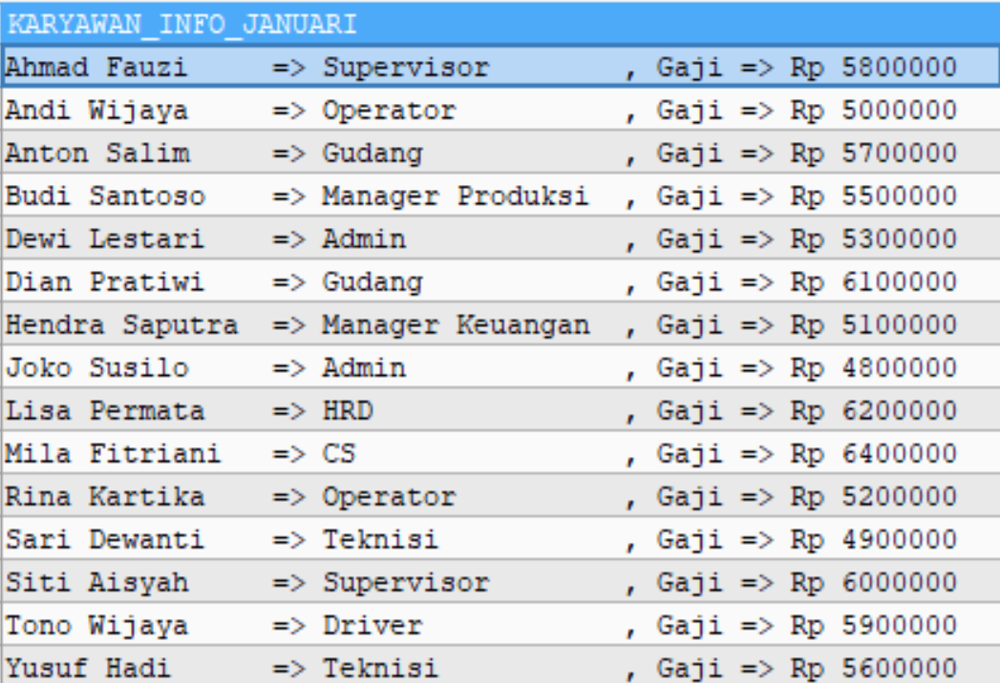 KARYAWAN_INFO_JANUARI
Ahmad Fauzi     => Supervisor        , Gaji => Rp 5800000
Andi Wijaya     => Operator          , Gaji => Rp 5000000
Anton Salim     => Gudang            , Gaji => Rp 5700000
Budi Santoso    => Manager Produksi  , Gaji => Rp 5500000
Dewi Lestari    => Admin             , Gaji => Rp 5300000
Dian Pratiwi    => Gudang            , Gaji => Rp 6100000
Hendra Saputra  => Manager Keuangan  , Gaji => Rp 5100000
Joko Susilo     => Admin             , Gaji => Rp 4800000
Lisa Permata    => HRD               , Gaji => Rp 6200000
Mila Fitriani   => CS                , Gaji => Rp 6400000
Rina Kartika    => Operator          , Gaji => Rp 5200000
Sari Dewanti    => Teknisi           , Gaji => Rp 4900000
Siti Aisyah     => Supervisor        , Gaji => Rp 6000000
Tono Wijaya     => Driver            , Gaji => Rp 5900000
Yusuf Hadi      => Teknisi           , Gaji => Rp 5600000